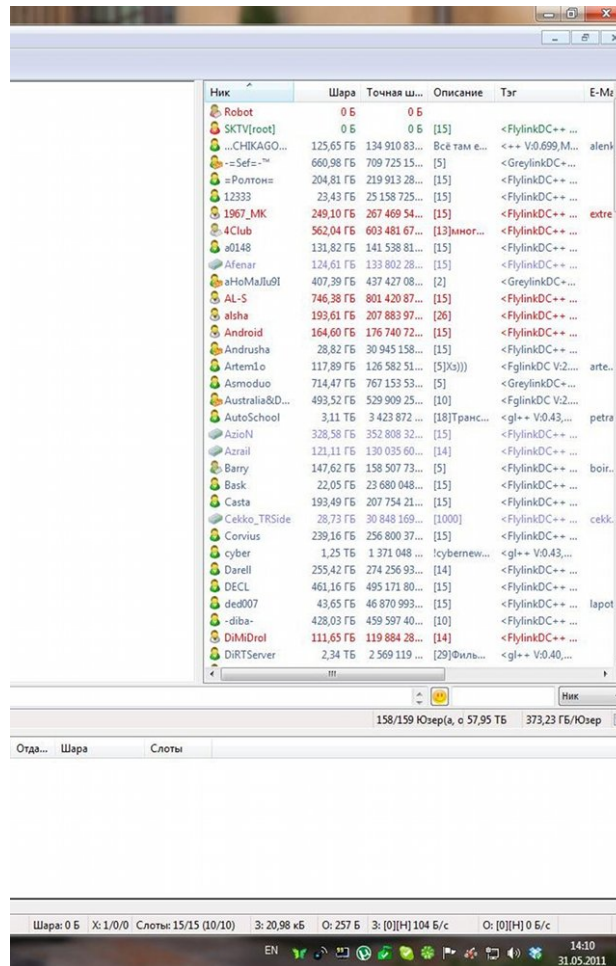 Ник Шара Точная ш... Описание Тэг E-Ma
Robot 0 Б 0 Б
SKTV[root] 0 Б 0 Б [15] <FlylinkDC++ ...
...CHIKAGO... 125,65 ГБ 134 910 83... Всё там е... <++ V:0.699,M... alenk
-=Sef=-™ 660,98 ГБ 709 725 15... [5] <GreylinkDC+...
=Ролтон= 204,81 ГБ 219 913 28... [15] <FlylinkDC++ ...
12333 23,43 ГБ 25 158 725... [15] <FlylinkDC++ ...
1967_MK 249,10 ГБ 267 469 54... [15] <FlylinkDC++ ... extre
4Club 562,04 ГБ 603 481 67... [13]мног... <FlylinkDC++ ...
a0148 131,82 ГБ 141 538 81... [15] <FlylinkDC++ ...
Afenar 124,61 ГБ 133 802 28... [15] <FlylinkDC++ ...
aHoMaJIu9I 407,39 ГБ 437 427 08... [2] <GreylinkDC+...
AL-S 746,38 ГБ 801 420 87... [15] <FlylinkDC++ ...
alsha 193,61 ГБ 207 883 97... [26] <FlylinkDC++ ...
Android 164,60 ГБ 176 740 72... [15] <FlylinkDC++ ...
Andrusha 28,82 ГБ 30 945 158... [15] <FlylinkDC++ ...
Artem1o 117,89 ГБ 126 582 51... [5]Xз))) <FglinkDC V:2.... arte...
Asmoduo 714,47 ГБ 767 153 53... [5] <GreylinkDC+...
Australia&D... 493,52 ГБ 529 909 25... [10] <FglinkDC V:2....
AutoSchool 3,11 ТБ 3 423 872 ... [18]Транс... <gl++ V:0.43,... petra
AzioN 328,58 ГБ 352 808 32... [15] <FlylinkDC++ ...
Azrail 121,11 ГБ 130 035 60... [14] <FlylinkDC++ ...
Barry 147,62 ГБ 158 507 73... [5] <FlylinkDC++ ... boir...
Bask 22,05 ГБ 23 680 048... [15] <FlylinkDC++ ...
Casta 193,49 ГБ 207 754 21... [15] <FlylinkDC++ ...
Cekko_TRSide 28,73 ГБ 30 848 169... [1000] <FlylinkDC++ ... cekk.
Corvius 239,16 ГБ 256 800 37... [15] <FlylinkDC++ ...
cyber 1,25 ТБ 1 371 048 ... !cybernew... <gl++ V:0.43,...
Darell 255,42 ГБ 274 256 93... [14] <FlylinkDC++ ...
DECL 461,16 ГБ 495 171 80... [15] <FlylinkDC++ ...
ded007 43,65 ГБ 46 870 993... [15] <FlylinkDC++ ... lapot
-diba- 428,03 ГБ 459 597 40... [10] <FlylinkDC++ ...
DiMiDrol 111,65 ГБ 119 884 28... [14] <FlylinkDC++ ...
DiRTServer 2,34 ТБ 2 569 119 ... [29]Филь... <gl++ V:0.40,...
Ник
158/159 Юзер(а, о 57,95 ТБ 373,23 ГБ/Юзер
Отда... Шара Слоты
Шара: 0 Б Х: 1/0/0 Слоты: 15/15 (10/10) З: 20,98 кБ О: 257 Б З: [0][Н] 104 Б/с О: [0][Н] 0 Б/с
EN 14:10
31.05.2011